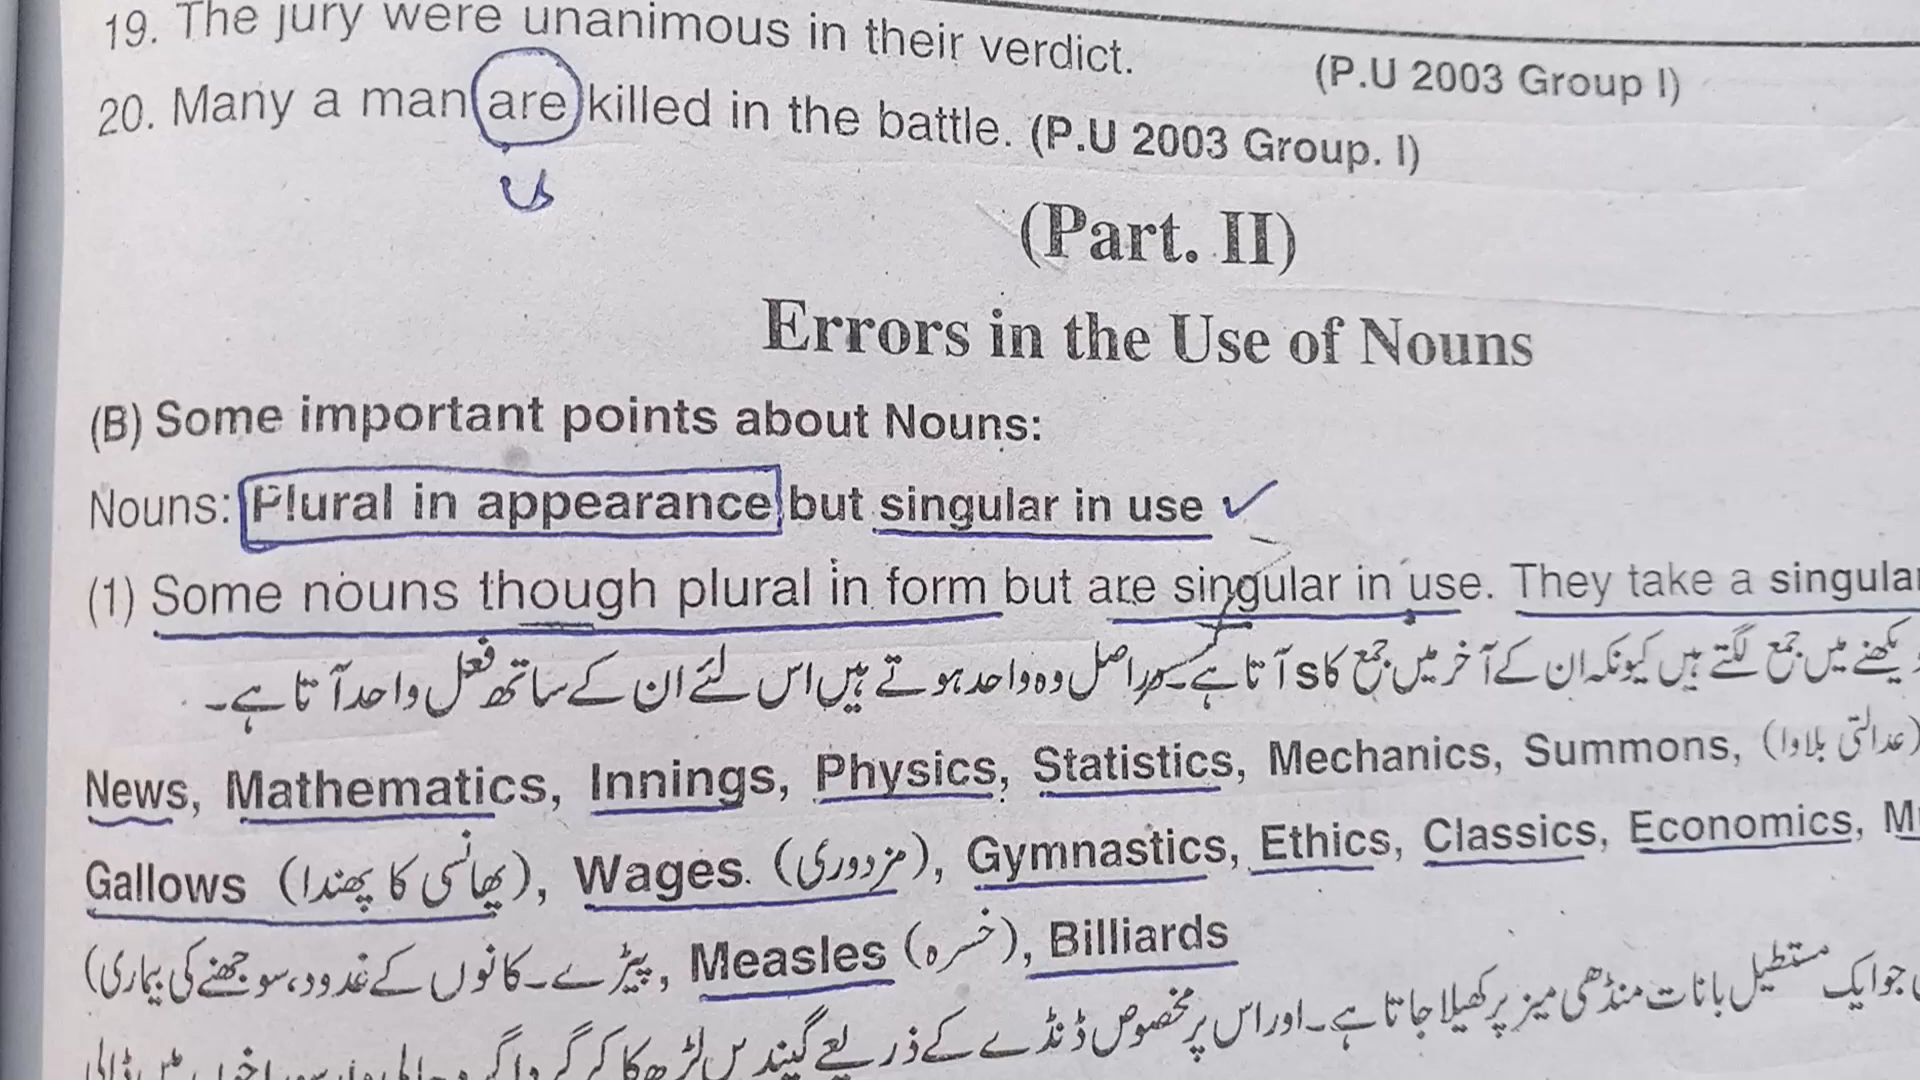 19. The jury were unanimous in their verdict.
(P.U 2003 Group I)
20. Many a man are killed in the battle. (P.U 2003 Group. I)
(Part. II)
Errors in the Use of Nouns
(B) Some important points about Nouns:
Nouns: Plural in appearance but singular in use
(1) Some nouns though plural in form but are singular in use. They take a singular
میں جمع لگتے ہیں کیونکہ ان کے آخر میں جمع کا s آتا ہے۔ وہ واحد ہوتے ہیں اس لئے ان کے ساتھ فعل واحد آتا ہے۔
News, Mathematics, Innings, Physics, Statistics, Mechanics, Summons, (عدالتی بلاوا)
Gallows (پھانسی کا پھندا), Wages. (مزدوری), Gymnastics, Ethics, Classics, Economics,
پیڑے۔ کانوں کے غدود، سوجھنے کی بیماری), Measles (خسرہ), Billiards
جو ایک مستطیل بانات منڈھی میز پر کھیلا جاتا ہے۔ اور اس پر مخصوص ڈنڈے کے ذریعے گیندیں